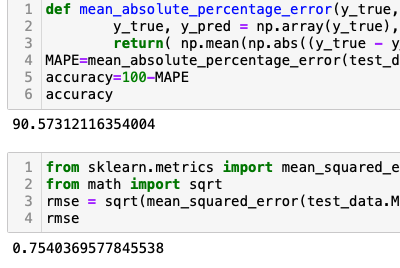 1 def mean_absolute_percentage_error(y_true,
2 y_true, y_pred = np.array(y_true),
3 return( np.mean(np.abs((y_true - y
4 MAPE=mean_absolute_percentage_error(test_d
5 accuracy=100-MAPE
6 accuracy
90.57312116354004
1 from sklearn.metrics import mean_squared_e
2 from math import sqrt
3 rmse = sqrt(mean_squared_error(test_data.M
4 rmse
0.7540369577845538